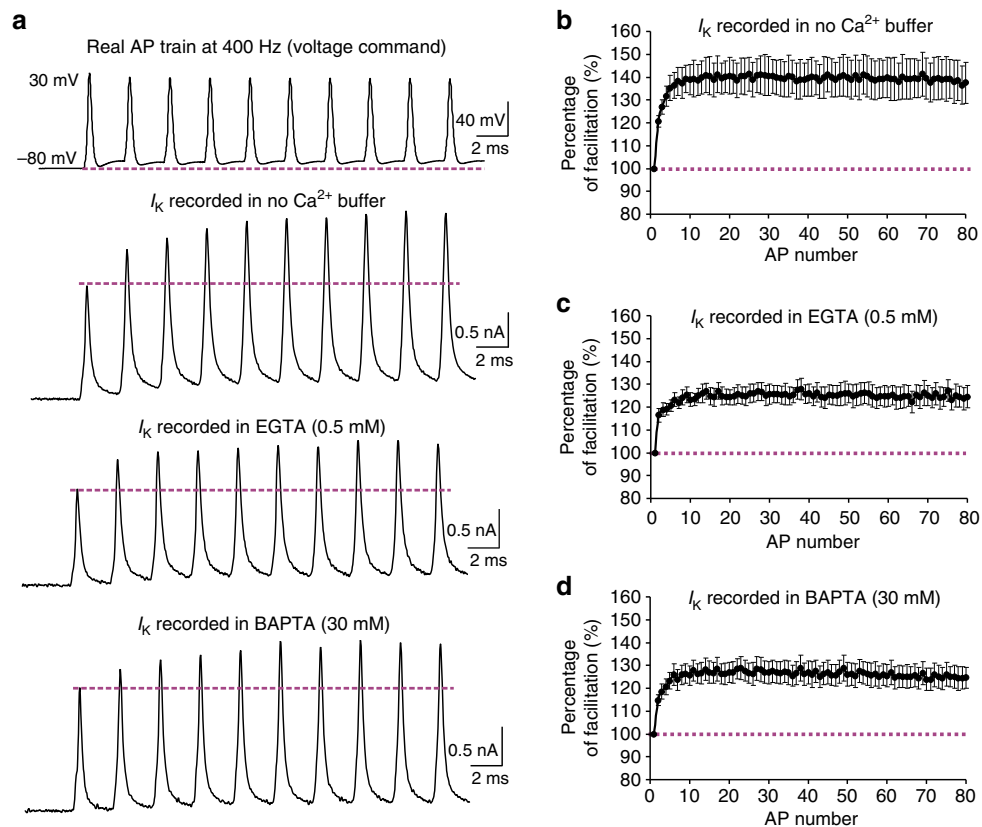 a
Real AP train at 400 Hz (voltage command)
30 mV
−80 mV
40 mV
2 ms
I_K recorded in no Ca²⁺ buffer
0.5 nA
2 ms
I_K recorded in EGTA (0.5 mM)
0.5 nA
2 ms
I_K recorded in BAPTA (30 mM)
0.5 nA
2 ms
b
I_K recorded in no Ca²⁺ buffer
Percentage
of facilitation (%)
160
150
140
130
120
110
100
90
80
0 10 20 30 40 50 60 70 80
AP number
c
I_K recorded in EGTA (0.5 mM)
Percentage
of facilitation (%)
160
150
140
130
120
110
100
90
80
0 10 20 30 40 50 60 70 80
AP number
d
I_K recorded in BAPTA (30 mM)
Percentage
of facilitation (%)
160
150
140
130
120
110
100
90
80
0 10 20 30 40 50 60 70 80
AP number